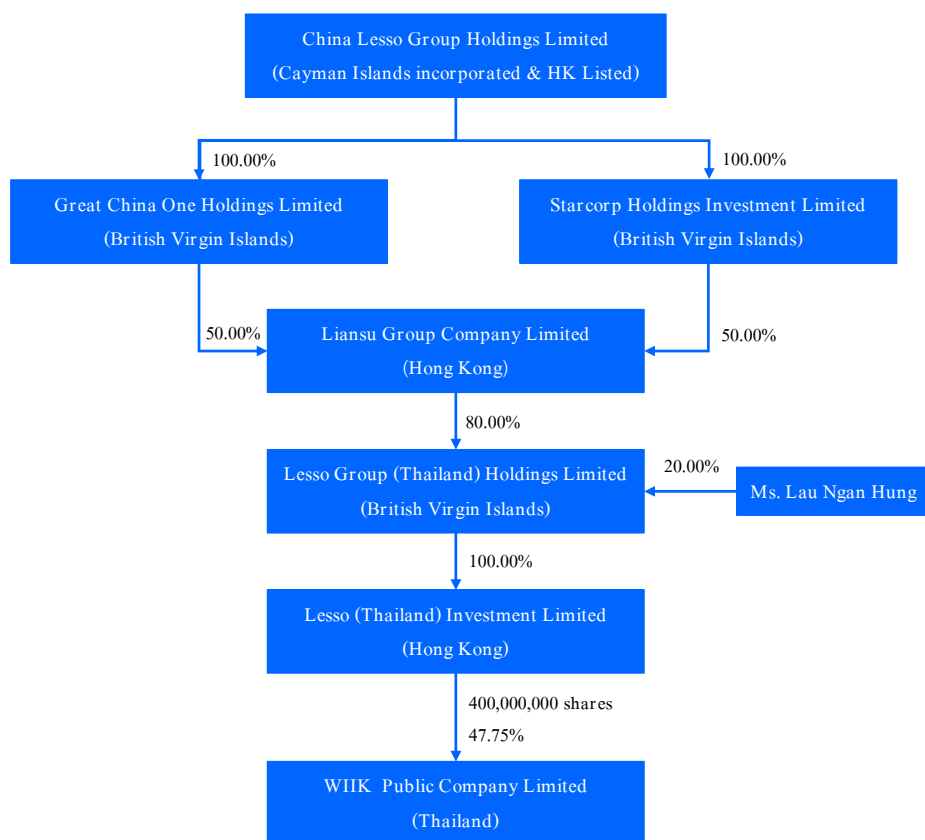 China Lesso Group Holdings Limited
(Cayman Islands incorporated & HK Listed)
100.00%
100.00%
Great China One Holdings Limited
(British Virgin Islands)
Starcorp Holdings Investment Limited
(British Virgin Islands)
50.00%
50.00%
Liansu Group Company Limited
(Hong Kong)
80.00%
Lesso Group (Thailand) Holdings Limited
(British Virgin Islands)
20.00%
Ms. Lau Ngan Hung
100.00%
Lesso (Thailand) Investment Limited
(Hong Kong)
400,000,000 shares
47.75%
WIIK Public Company Limited
(Thailand)